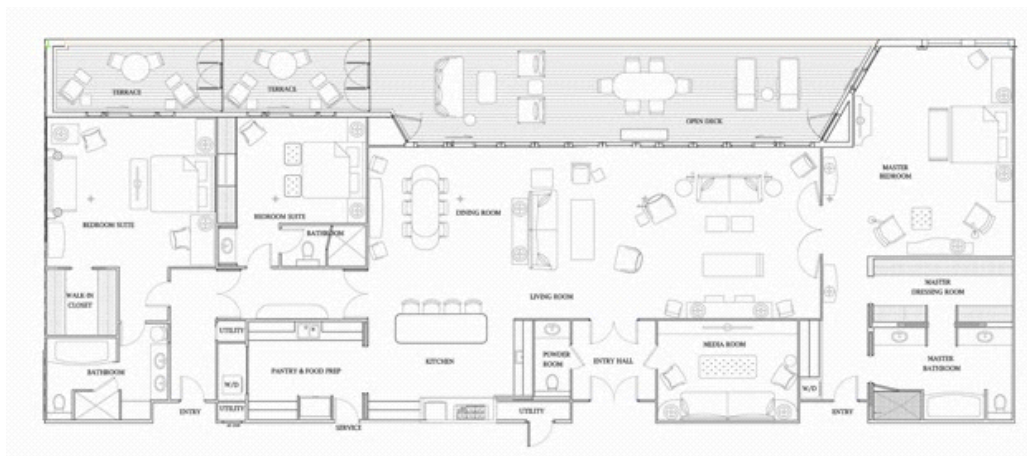 TERRACE
TERRACE
OPEN DECK
MASTER
BEDROOM
BEDROOM SUITE
BEDROOM SUITE
BATHROOM
DINING ROOM
WALK-IN
CLOSET
LIVING ROOM
MASTER
DRESSING ROOM
UTILITY
BATHROOM
W/D
PANTRY & FOOD PREP
KITCHEN
POWDER
ROOM
ENTRY HALL
MEDIA ROOM
W/D
MASTER
BATHROOM
ENTRY
UTILITY
SERVICE
UTILITY
ENTRY